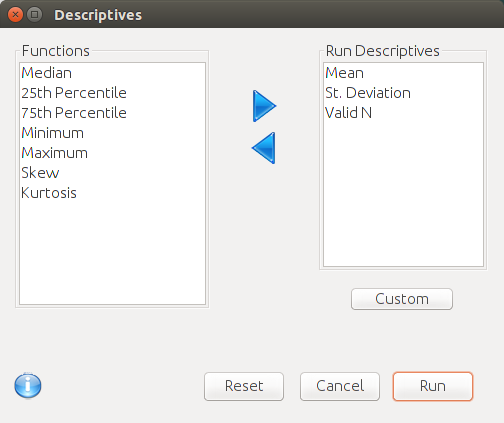 Descriptives
Functions
Median
25th Percentile
75th Percentile
Minimum
Maximum
Skew
Kurtosis
Run Descriptives
Mean
St. Deviation
Valid N
Custom
Reset
Cancel
Run